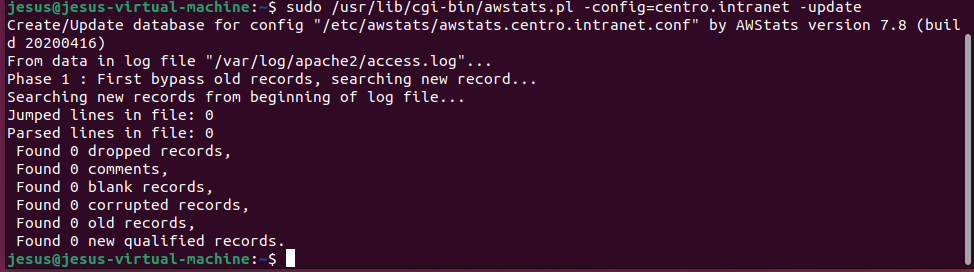 jesus@jesus-virtual-machine:~$ sudo /usr/lib/cgi-bin/awstats.pl -config=centro.intranet -update
Create/Update database for config "/etc/awstats/awstats.centro.intranet.conf" by AWStats version 7.8 (buil
d 20200416)
From data in log file "/var/log/apache2/access.log"...
Phase 1 : First bypass old records, searching new record...
Searching new records from beginning of log file...
Jumped lines in file: 0
Parsed lines in file: 0
 Found 0 dropped records,
 Found 0 comments,
 Found 0 blank records,
 Found 0 corrupted records,
 Found 0 old records,
 Found 0 new qualified records.
jesus@jesus-virtual-machine:~$